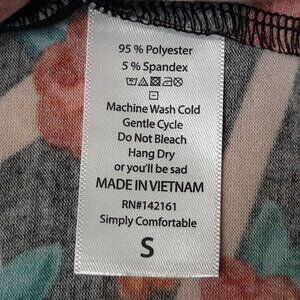 95 % Polyester
5 % Spandex
Machine Wash Cold
Gentle Cycle
Do Not Bleach
Hang Dry
or you'll be sad
MADE IN VIETNAM
RN#142161
Simply Comfortable
S